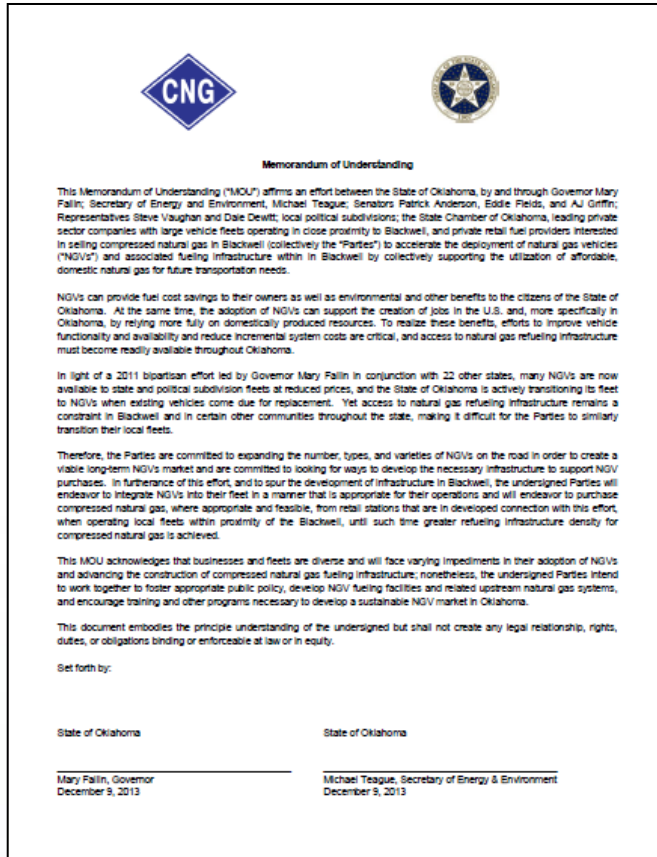 CNG
Memorandum of Understanding
This Memorandum of Understanding ("MOU") affirms an effort between the State of Oklahoma, by and through Governor Mary
Fallin; Secretary of Energy and Environment, Michael Teague; Senators Patrick Anderson, Eddie Fields, and AJ Griffin;
Representatives Steve Vaughan and Dale Dewitt; local political subdivisions; the State Chamber of Oklahoma, leading private
sector companies with large vehicle fleets operating in close proximity to Blackwell, and private retail fuel providers interested
in selling compressed natural gas in Blackwell (collectively the "Parties") to accelerate the deployment of natural gas vehicles
("NGVs") and associated fueling infrastructure within in Blackwell by collectively supporting the utilization of affordable,
domestic natural gas for future transportation needs.
NGVs can provide fuel cost savings to their owners as well as environmental and other benefits to the citizens of the State of
Oklahoma. At the same time, the adoption of NGVs can support the creation of jobs in the U.S. and, more specifically in
Oklahoma, by relying more fully on domestically produced resources. To realize these benefits, efforts to improve vehicle
functionality and availability and reduce incremental system costs are critical, and access to natural gas refueling infrastructure
must become readily available throughout Oklahoma.
In light of a 2011 bipartisan effort led by Governor Mary Fallin in conjunction with 22 other states, many NGVs are now
available to state and political subdivision fleets at reduced prices, and the State of Oklahoma is actively transitioning its fleet
to NGVs when existing vehicles come due for replacement. Yet access to natural gas refueling infrastructure remains a
constraint in Blackwell and in certain other communities throughout the state, making it difficult for the Parties to similarly
transition their local fleets.
Therefore, the Parties are committed to expanding the number, types, and varieties of NGVs on the road in order to create a
viable long-term NGVs market and are committed to looking for ways to develop the necessary infrastructure to support NGV
purchases. In furtherance of this effort, and to spur the development of infrastructure in Blackwell, the undersigned Parties will
endeavor to integrate NGVs into their fleet in a manner that is appropriate for their operations and will endeavor to purchase
compressed natural gas, where appropriate and feasible, from retail stations that are in developed connection with this effort,
when operating local fleets within proximity of the Blackwell, until such time greater refueling infrastructure density for
compressed natural gas is achieved.
This MOU acknowledges that businesses and fleets are diverse and will face varying impediments in their adoption of NGVs
and advancing the construction of compressed natural gas fueling infrastructure; nonetheless, the undersigned Parties intend
to work together to foster appropriate public policy, develop NGV fueling facilities and related upstream natural gas systems,
and encourage training and other programs necessary to develop a sustainable NGV market in Oklahoma.
This document embodies the principle understanding of the undersigned but shall not create any legal relationship, rights,
duties, or obligations binding or enforceable at law or in equity.
Set forth by:
State of Oklahoma State of Oklahoma
Mary Fallin, Governor Michael Teague, Secretary of Energy & Environment
December 9, 2013 December 9, 2013